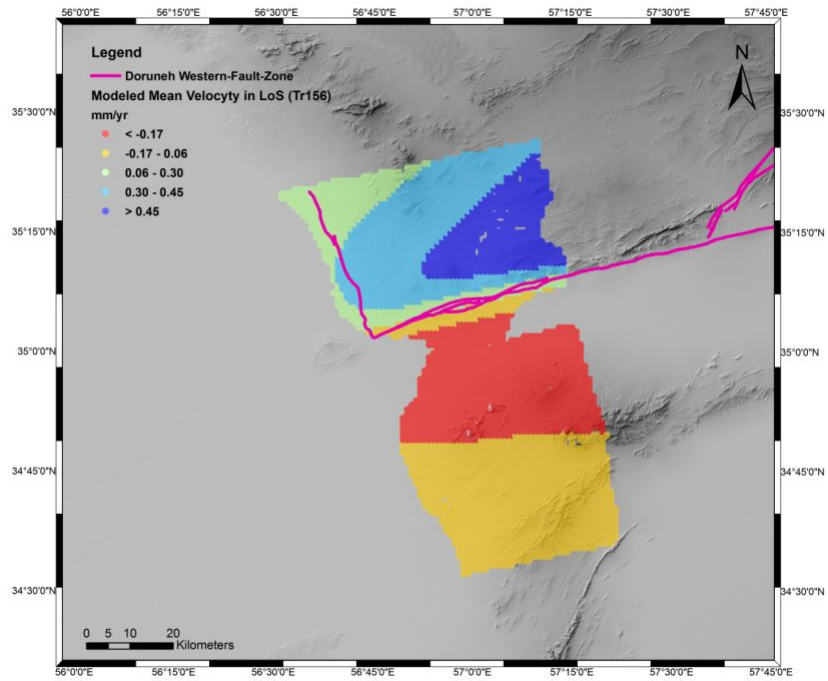 56°0'0"E 56°15'0"E 56°30'0"E 56°45'0"E 57°0'0"E 57°15'0"E 57°30'0"E 57°45'0"E
Legend
Doruneh Western-Fault-Zone
Modeled Mean Velocyty in LoS (Tr156)
mm/yr
< -0.17
-0.17 - 0.06
0.06 - 0.30
0.30 - 0.45
> 0.45
N
35°30'0"N 35°30'0"N
35°15'0"N 35°15'0"N
35°0'0"N 35°0'0"N
34°45'0"N 34°45'0"N
34°30'0"N 34°30'0"N
0 5 10 20
Kilometers
56°0'0"E 56°15'0"E 56°30'0"E 56°45'0"E 57°0'0"E 57°15'0"E 57°30'0"E 57°45'0"E